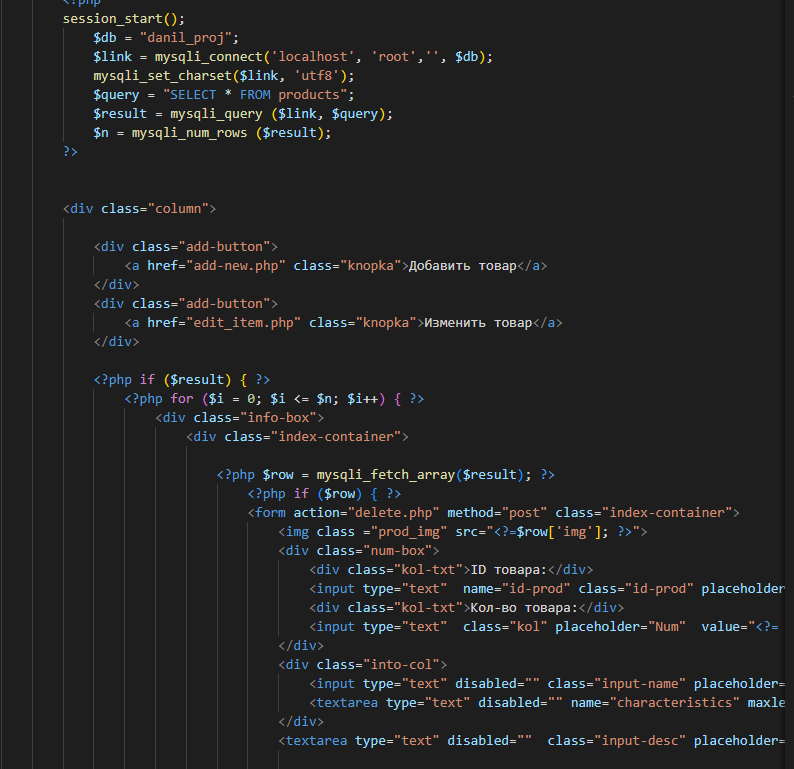 <?php
session_start();
$db = "danil_proj";
$link = mysqli_connect('localhost', 'root','', $db);
mysqli_set_charset($link, 'utf8');
$query = "SELECT * FROM products";
$result = mysqli_query ($link, $query);
$n = mysqli_num_rows ($result);
?>
<div class="column">
<div class="add-button">
<a href="add-new.php" class="knopka">Добавить товар</a>
</div>
<div class="add-button">
<a href="edit_item.php" class="knopka">Изменить товар</a>
</div>
<?php if ($result) { ?>
<?php for ($i = 0; $i <= $n; $i++) { ?>
<div class="info-box">
<div class="index-container">
<?php $row = mysqli_fetch_array($result); ?>
<?php if ($row) { ?>
<form action="delete.php" method="post" class="index-container">
<img class ="prod_img" src="<?=$row['img']; ?>">
<div class="num-box">
<div class="kol-txt">ID товара:</div>
<input type="text"  name="id-prod" class="id-prod" placeholder
<div class="kol-txt">Кол-во товара:</div>
<input type="text"  class="kol" placeholder="Num"  value="<?=
</div>
<div class="into-col">
<input type="text" disabled="" class="input-name" placeholder=
<textarea type="text" disabled="" name="characteristics" maxle
</div>
<textarea type="text" disabled=""  class="input-desc" placeholder=